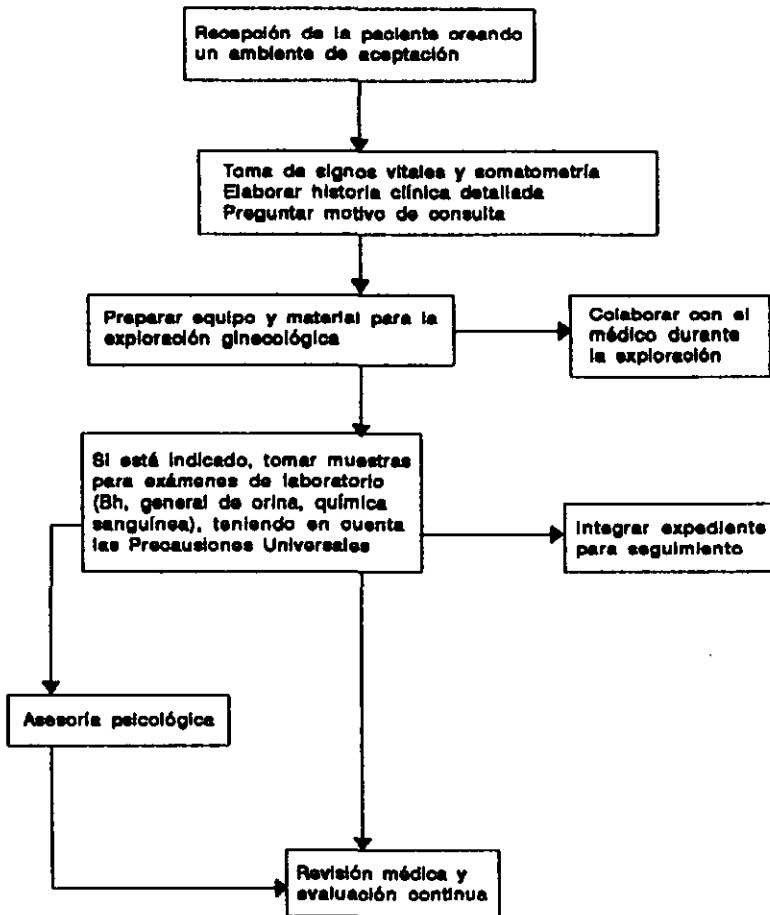 Recepción de la paciente creando
un ambiente de aceptación
Toma de signos vitales y somatometría
Elaborar historia clínica detallada
Preguntar motivo de consulta
Preparar equipo y material para la
exploración ginecológica
Colaborar con el
médico durante
la exploración
Si está indicado, tomar muestras
para exámenes de laboratorio
(Bh, general de orina, química
sanguínea), teniendo en cuenta
las Precausiones Universales
Integrar expediente
para seguimiento
Asesoría psicológica
Revisión médica y
evaluación continua